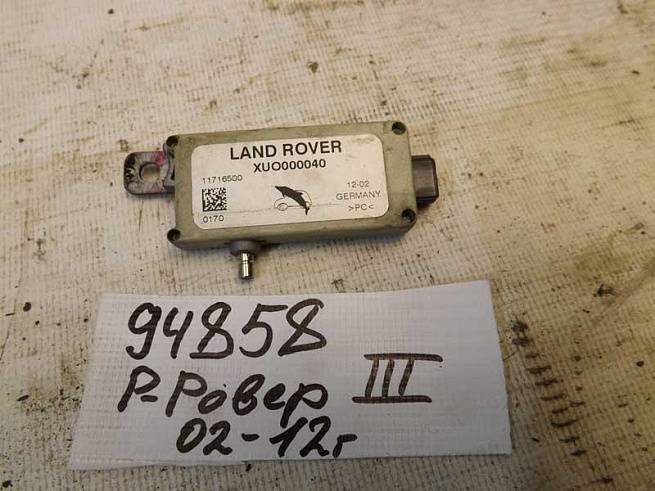 LAND ROVER
XUO000040
11716500
12-02
GERMANY
0170
>PC<
94858
Р-Ровер III
02-12г